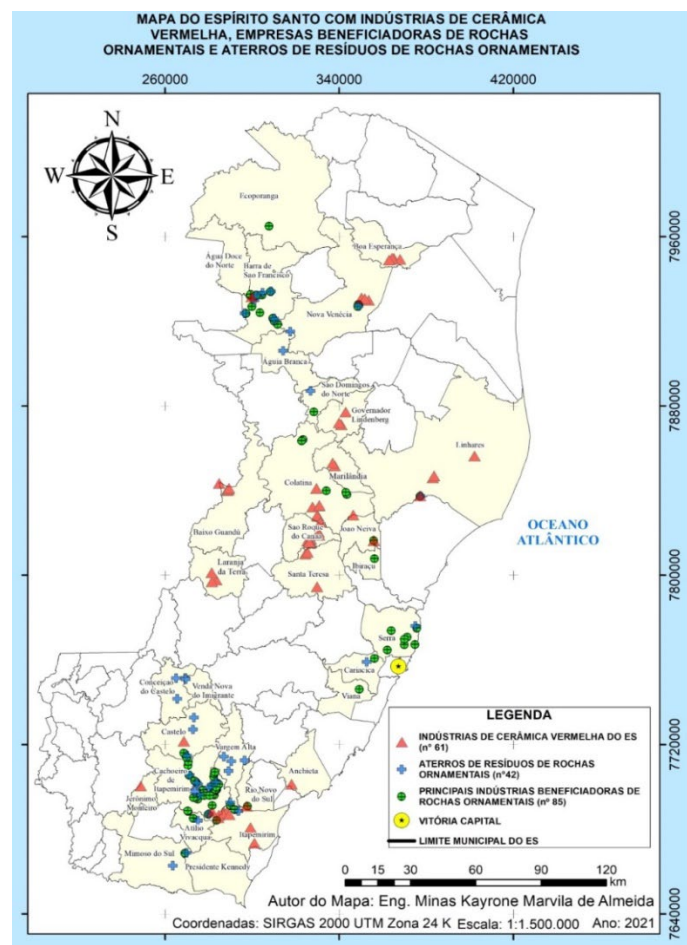 MAPA DO ESPÍRITO SANTO COM INDÚSTRIAS DE CERÂMICA
VERMELHA, EMPRESAS BENEFICIADORAS DE ROCHAS
ORNAMENTAIS E ATERROS DE RESÍDUOS DE ROCHAS ORNAMENTAIS
260000 340000 420000
N
W E
S
Ecoporanga
7960000
Boa Esperança
Água Doce
do Norte
Barra de
São Francisco
Nova Venécia
Águia Branca
São Domingos
do Norte
7880000
Governador
Lindenberg
Linhares
Marilândia
Colatina
Baixo Guandú
Sao Roque
do Canaã
Joao Neiva
OCEANO
ATLÂNTICO
Laranja
da Terra
Ibiraçu
Santa Teresa
7800000
Serra
Cariacica
Conceição
do Castelo
Venda Nova
do Imigrante
Viana
Castelo
7720000
Vargem Alta
Cachoeiro
de
Itapemirim
Anchieta
Jerônimo
Monteiro
Rio Novo
do Sul
Atílio
Vivacqua
Itapemirim
Mimoso do Sul
Presidente Kennedy
LEGENDA
INDÚSTRIAS DE CERÂMICA VERMELHA DO ES
(n° 61)
ATERROS DE RESÍDUOS DE ROCHAS
ORNAMENTAIS (n°42)
PRINCIPAIS INDÚSTRIAS BENEFICIADORAS DE
ROCHAS ORNAMENTAIS (nº 85)
VITÓRIA CAPITAL
LIMITE MUNICIPAL DO ES
0 15 30 60 90 120
km
Autor do Mapa: Eng. Minas Kayrone Marvila de Almeida
Coordenadas: SIRGAS 2000 UTM Zona 24 K Escala: 1:1.500.000 Ano: 2021
7640000